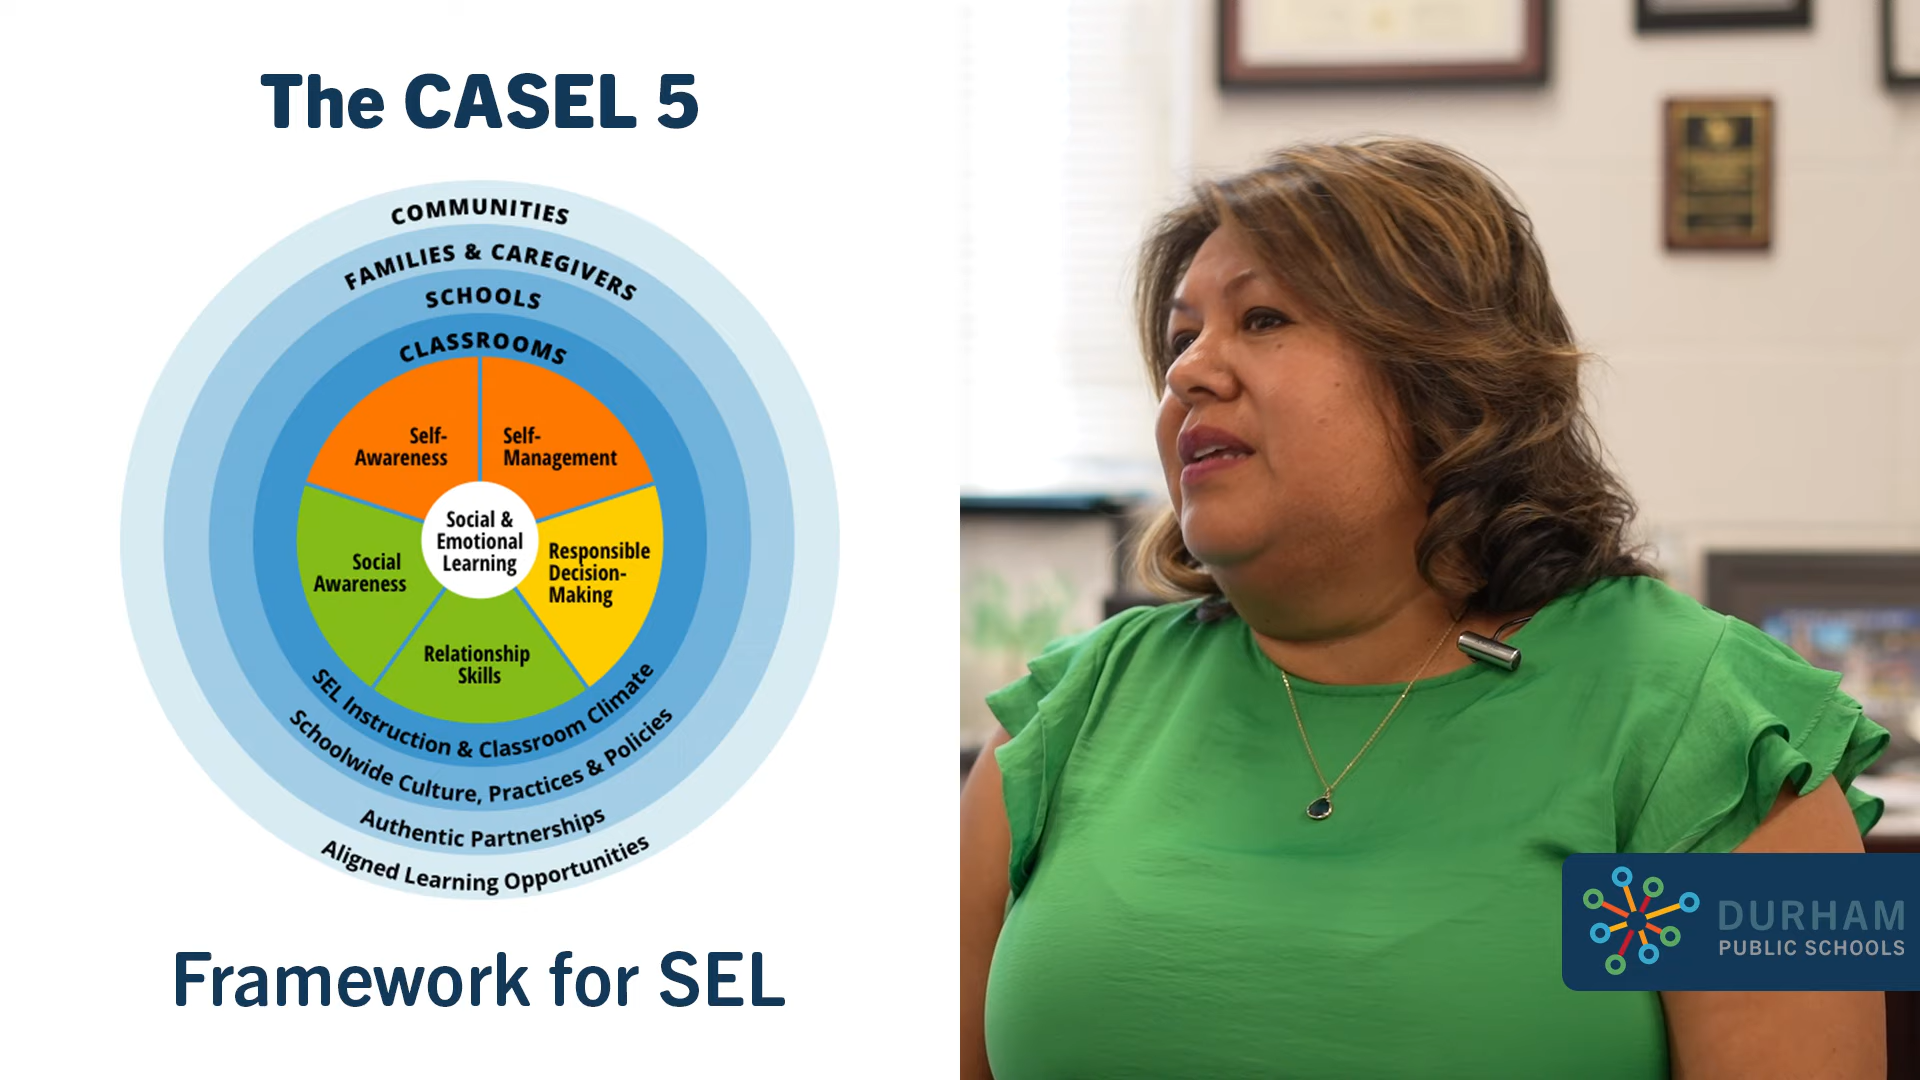 The CASEL 5
COMMUNITIES
FAMILIES & CAREGIVERS
SCHOOLS
CLASSROOMS
Self-
Awareness
Self-
Management
Social &
Emotional
Learning
Social
Awareness
Responsible
Decision-
Making
Relationship
Skills
SEL Instruction & Classroom Climate
Schoolwide Culture, Practices & Policies
Authentic Partnerships
Aligned Learning Opportunities
Framework for SEL
DURHAM
PUBLIC SCHOOLS